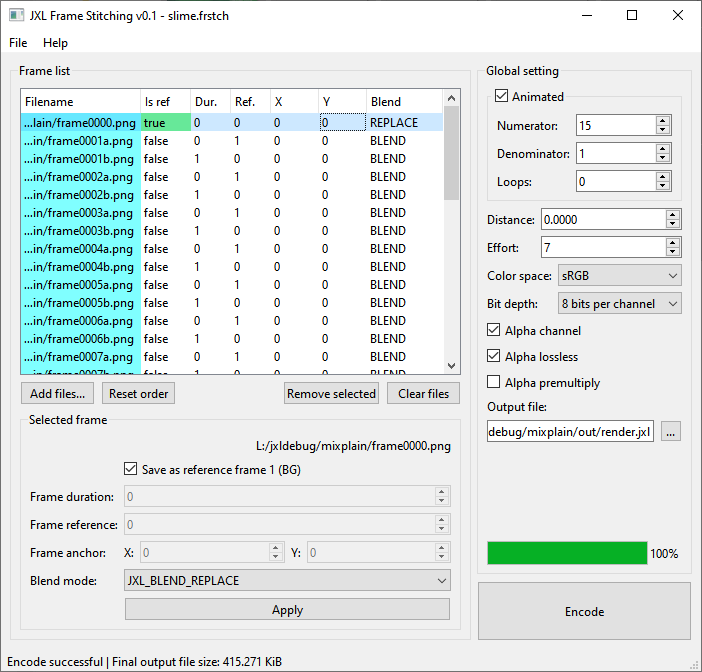 JXL Frame Stitching v0.1 - slime.frstch
File Help
Frame list
Filename Is ref Dur. Ref. X Y Blend
...lain/frame0000.png true 0 0 0 0 REPLACE
...in/frame0001a.png false 0 1 0 0 BLEND
...in/frame0001b.png false 1 0 0 0 BLEND
...in/frame0002a.png false 0 1 0 0 BLEND
...in/frame0002b.png false 1 0 0 0 BLEND
...in/frame0003a.png false 0 1 0 0 BLEND
...in/frame0003b.png false 1 0 0 0 BLEND
...in/frame0004a.png false 0 1 0 0 BLEND
...in/frame0004b.png false 1 0 0 0 BLEND
...in/frame0005a.png false 0 1 0 0 BLEND
...in/frame0005b.png false 1 0 0 0 BLEND
...in/frame0006a.png false 0 1 0 0 BLEND
...in/frame0006b.png false 1 0 0 0 BLEND
...in/frame0007a.png false 0 1 0 0 BLEND
...in/frame0007b.png false 1 0 0 0 BLEND
Add files... Reset order Remove selected Clear files
Selected frame
L:/jxldebug/mixplain/frame0000.png
Save as reference frame 1 (BG)
Frame duration: 0
Frame reference: 0
Frame anchor: X: 0 Y: 0
Blend mode: JXL_BLEND_REPLACE
Apply
Global setting
Animated
Numerator: 15
Denominator: 1
Loops: 0
Distance: 0.0000
Effort: 7
Color space: sRGB
Bit depth: 8 bits per channel
Alpha channel
Alpha lossless
Alpha premultiply
Output file:
debug/mixplain/out/render.jxl ...
100%
Encode
Encode successful | Final output file size: 415.271 KiB